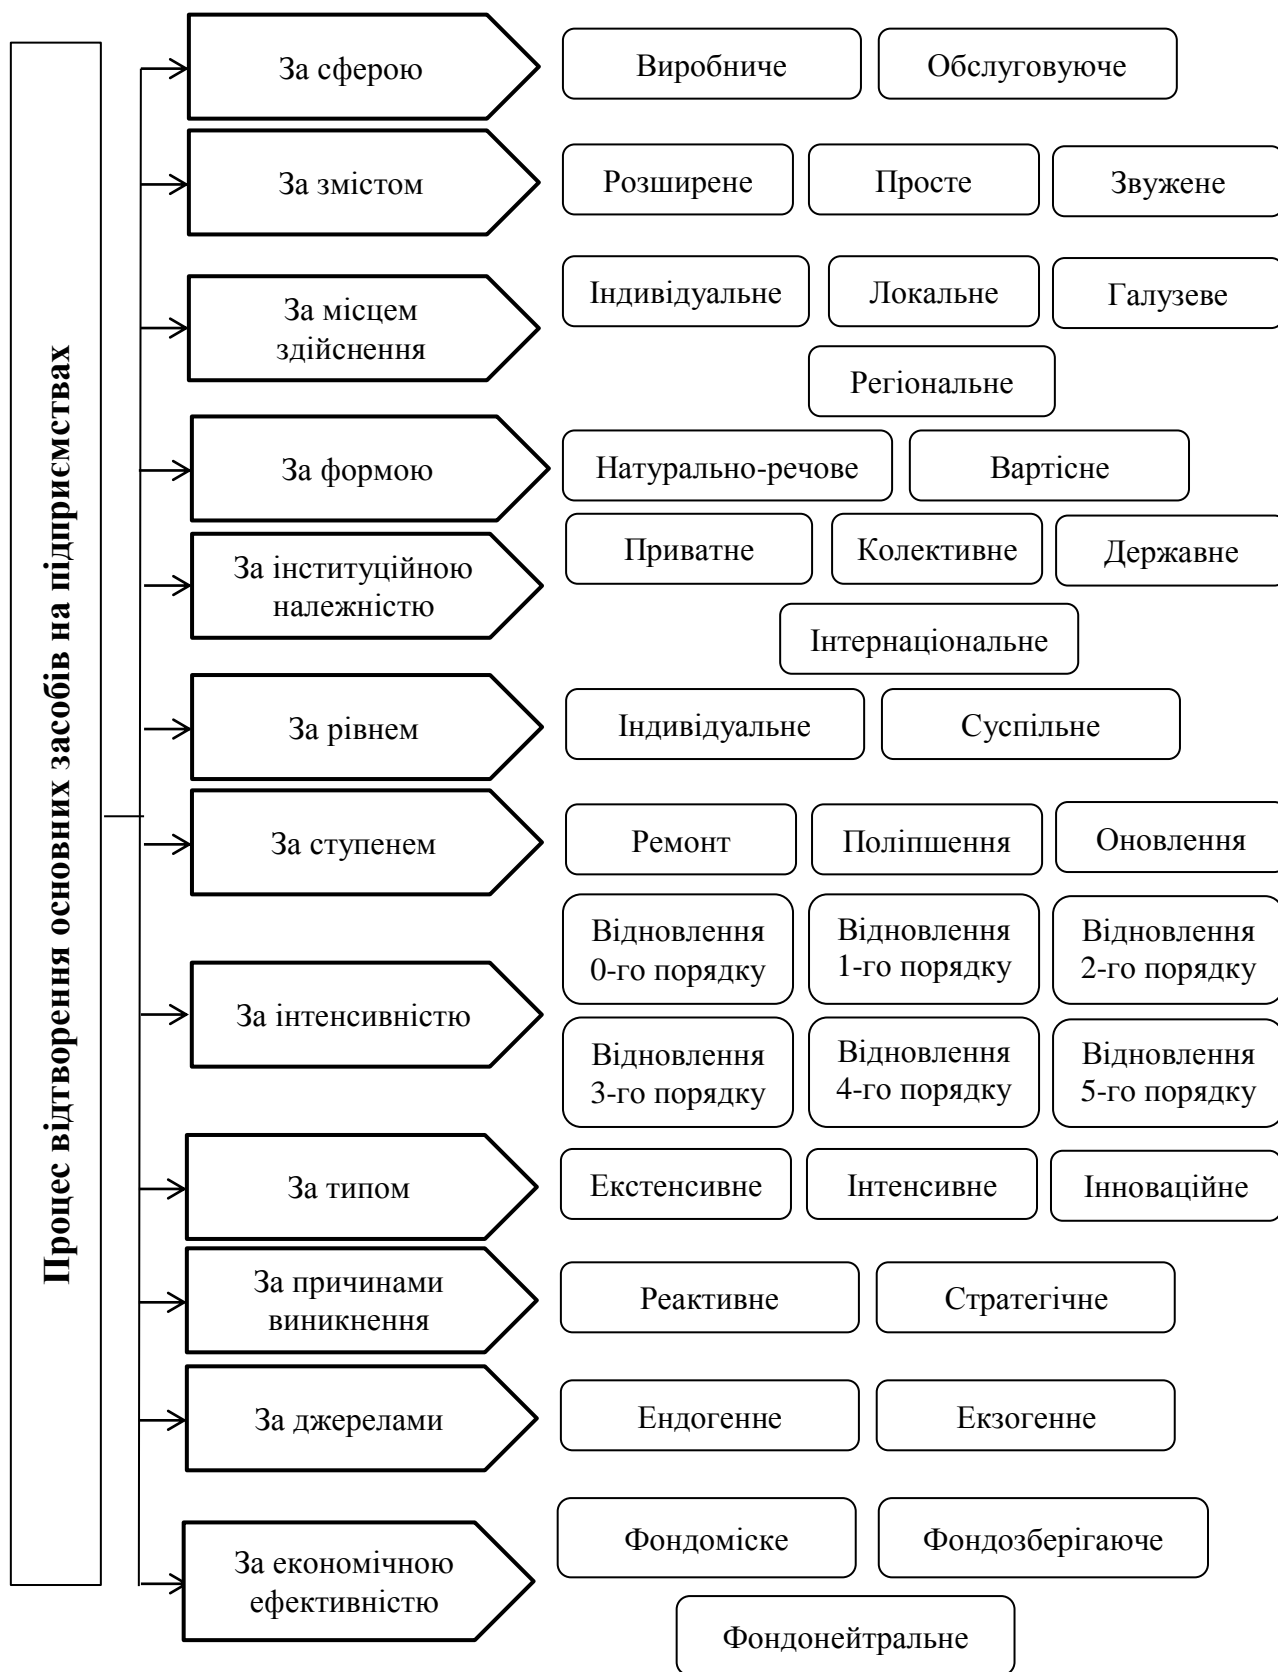 Процес відтворення основних засобів на підприємствах
За сферою
Виробниче
Обслуговуюче
За змістом
Розширене
Просте
Звужене
За місцем
здійснення
Індивідуальне
Локальне
Галузеве
Регіональне
За формою
Натурально-речове
Вартісне
За інституційною
належністю
Приватне
Колективне
Державне
Інтернаціональне
За рівнем
Індивідуальне
Суспільне
За ступенем
Ремонт
Поліпшення
Оновлення
За інтенсивністю
Відновлення
0-го порядку
Відновлення
1-го порядку
Відновлення
2-го порядку
Відновлення
3-го порядку
Відновлення
4-го порядку
Відновлення
5-го порядку
За типом
Екстенсивне
Інтенсивне
Інноваційне
За причинами
виникнення
Реактивне
Стратегічне
За джерелами
Ендогенне
Екзогенне
За економічною
ефективністю
Фондоміске
Фондозберігаюче
Фондонейтральне